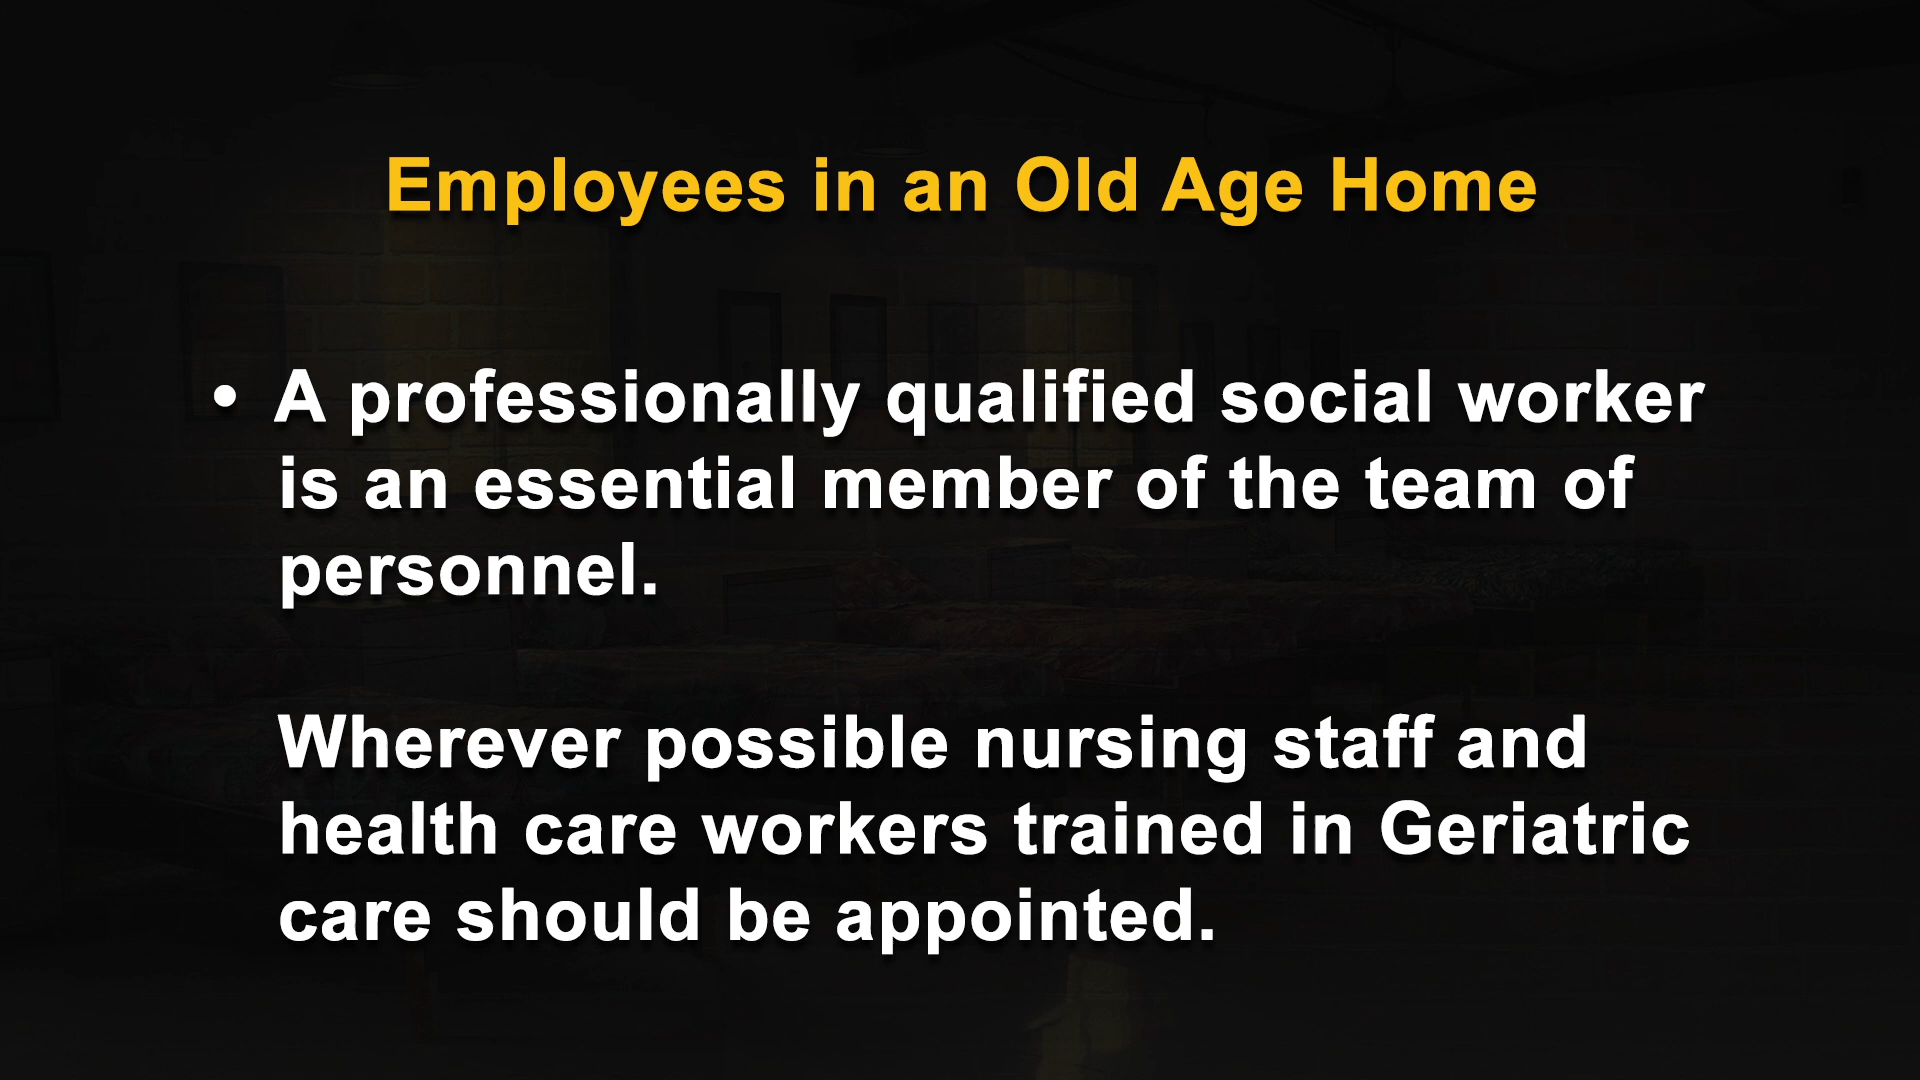 Employees in an Old Age Home
• A professionally qualified social worker
is an essential member of the team of
personnel.
Wherever possible nursing staff and
health care workers trained in Geriatric
care should be appointed.